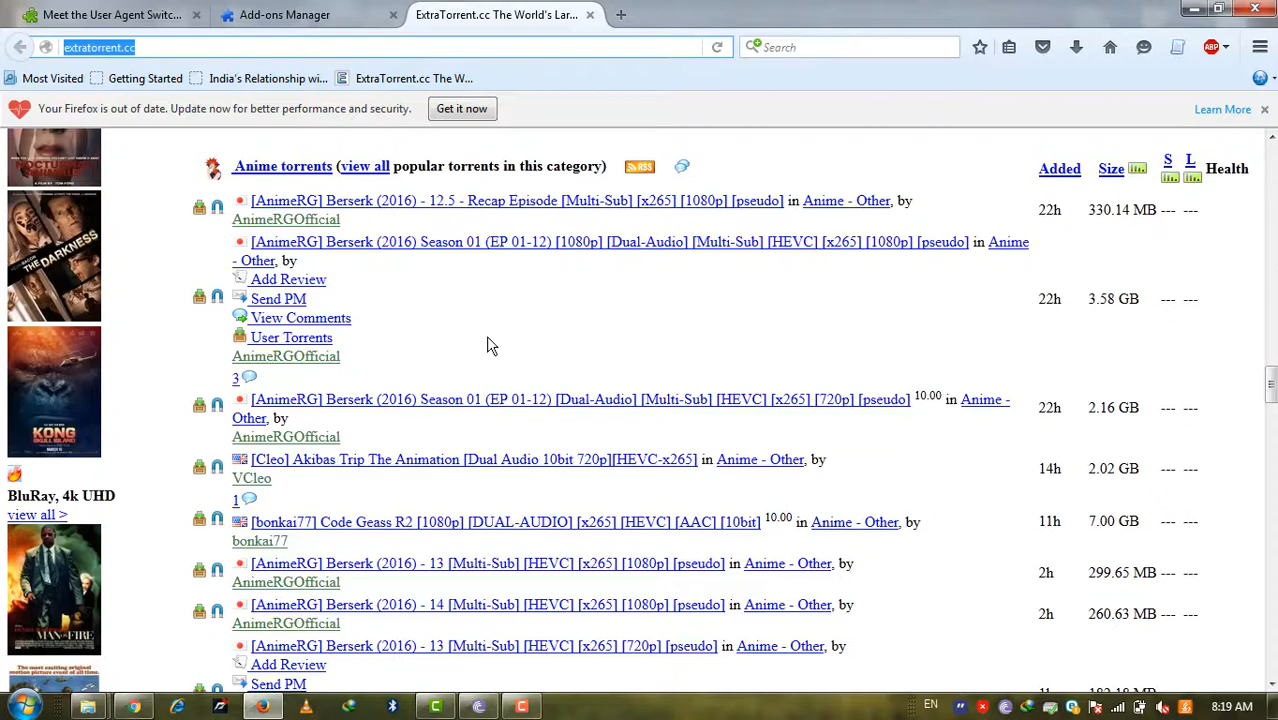 Meet the User Agent Switc...
Add-ons Manager
ExtraTorrent.cc The World's Lar...
extratorrent.cc
Search
ABP
Most Visited
Getting Started
India's Relationship wi...
ExtraTorrent.cc The W...
Your Firefox is out of date. Update now for better performance and security.
Get it now
Learn More
Anime torrents (view all popular torrents in this category)
RSS
Added
Size
S
L
Health
[AnimeRG] Berserk (2016) - 12.5 - Recap Episode [Multi-Sub] [x265] [1080p] [pseudo] in Anime - Other, by
AnimeRGOfficial
22h
330.14 MB
---
---
[AnimeRG] Berserk (2016) Season 01 (EP 01-12) [1080p] [Dual-Audio] [Multi-Sub] [HEVC] [x265] [1080p] [pseudo] in Anime
- Other, by
Add Review
Send PM
View Comments
User Torrents
AnimeRGOfficial
3
22h
3.58 GB
---
---
[AnimeRG] Berserk (2016) Season 01 (EP 01-12) [Dual-Audio] [Multi-Sub] [HEVC] [x265] [720p] [pseudo] 10.00 in Anime -
Other, by
AnimeRGOfficial
22h
2.16 GB
---
---
[Cleo] Akibas Trip The Animation [Dual Audio 10bit 720p][HEVC-x265] in Anime - Other, by
VCleo
1
14h
2.02 GB
---
---
[bonkai77] Code Geass R2 [1080p] [DUAL-AUDIO] [x265] [HEVC] [AAC] [10bit] 10.00 in Anime - Other, by
bonkai77
11h
7.00 GB
---
---
[AnimeRG] Berserk (2016) - 13 [Multi-Sub] [HEVC] [x265] [1080p] [pseudo] in Anime - Other, by
AnimeRGOfficial
2h
299.65 MB
---
---
[AnimeRG] Berserk (2016) - 14 [Multi-Sub] [HEVC] [x265] [1080p] [pseudo] in Anime - Other, by
AnimeRGOfficial
2h
260.63 MB
---
---
[AnimeRG] Berserk (2016) - 13 [Multi-Sub] [HEVC] [x265] [720p] [pseudo] in Anime - Other, by
Add Review
Send PM
THE DARKNESS
KONG
SKULL ISLAND
BluRay, 4k UHD
view all >
MAN ON FIRE
EN
8:19 AM